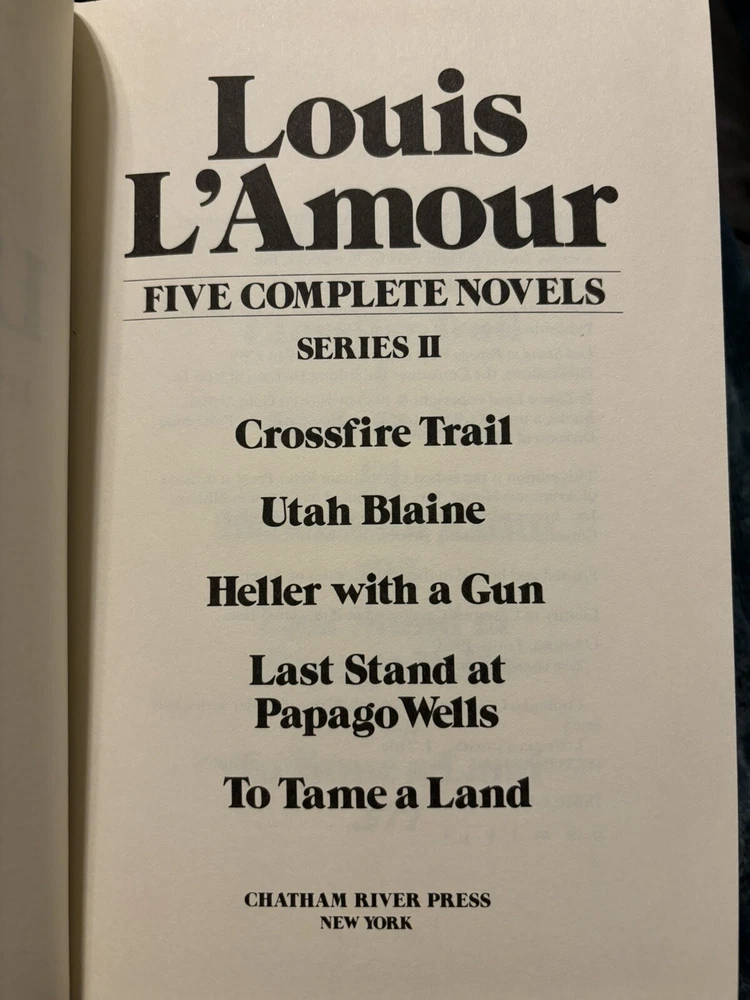 Louis
L'Amour
FIVE COMPLETE NOVELS
SERIES II
Crossfire Trail
Utah Blaine
Heller with a Gun
Last Stand at
Papago Wells
To Tame a Land
CHATHAM RIVER PRESS
NEW YORK